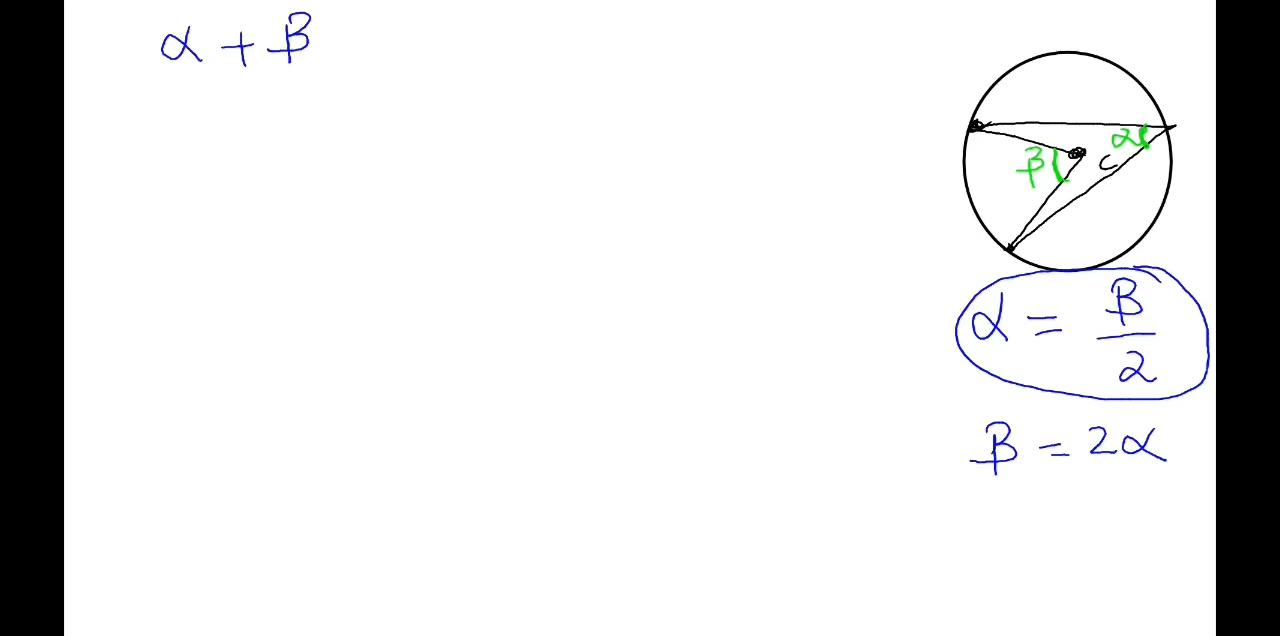 α + β
α
β
c
α = β/2
β = 2α